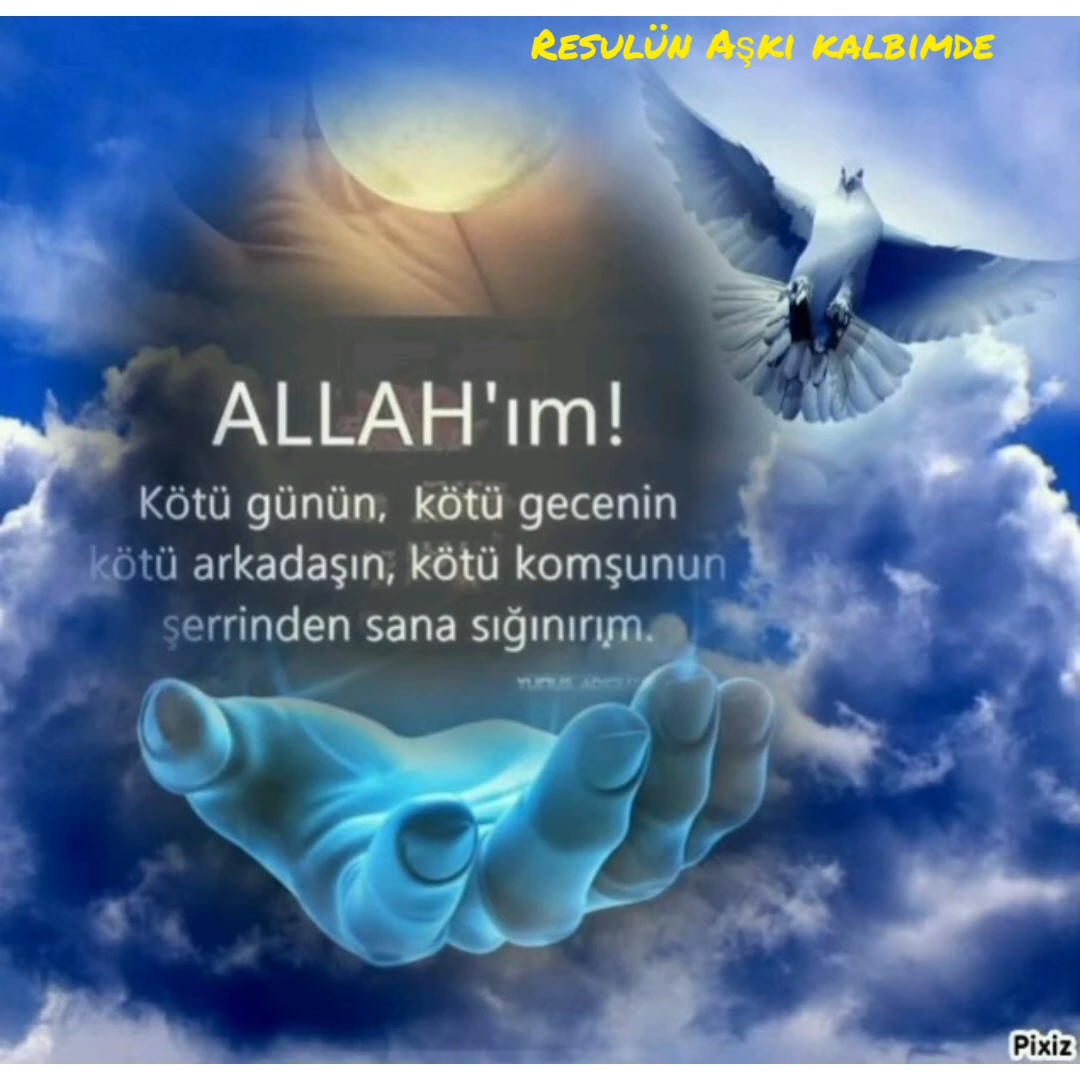 Resulün Aşkı kalbimde
ALLAH'ım!
Kötü günün, kötü gecenin
kötü arkadaşın, kötü komşunun
şerrinden sana sığınırım.
Pixiz